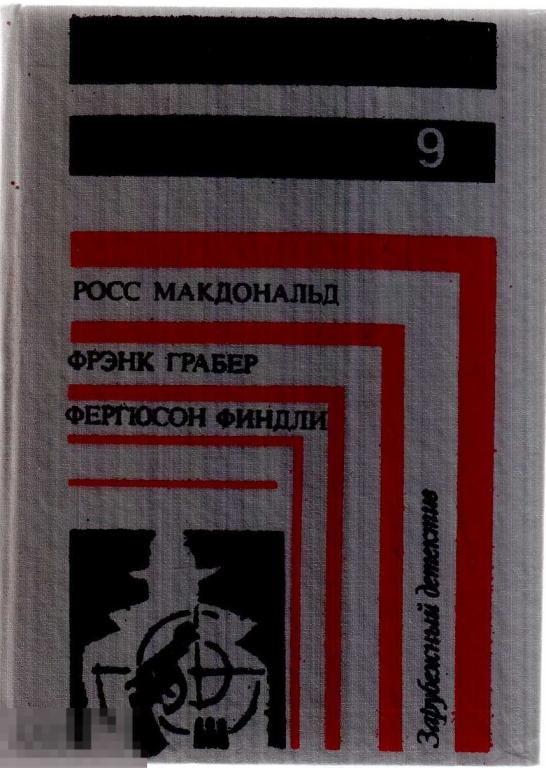 9
РОСС МАКДОНАЛЬД
ФРЭНК ГРАБЕР
ФЕРГЮСОН ФИНДЛИ
Зарубежный детектив